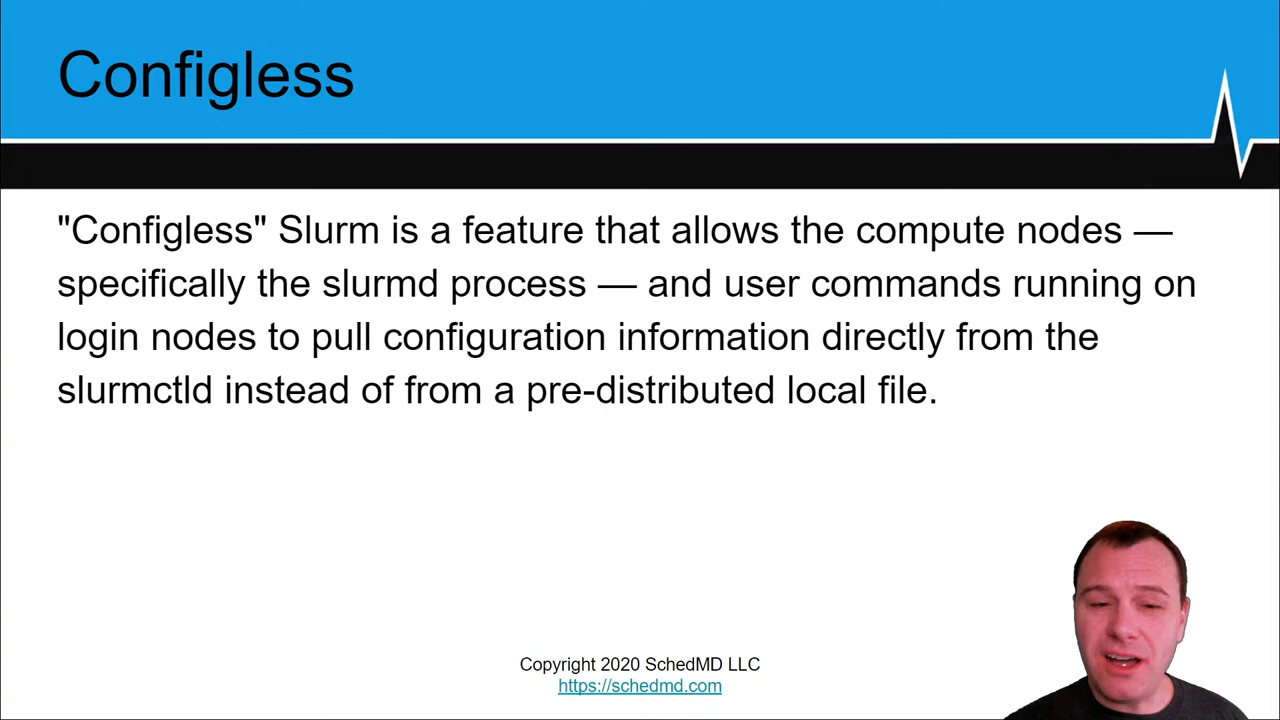 Configless
"Configless" Slurm is a feature that allows the compute nodes —
specifically the slurmd process — and user commands running on
login nodes to pull configuration information directly from the
slurmctld instead of from a pre-distributed local file.
Copyright 2020 SchedMD LLC
https://schedmd.com